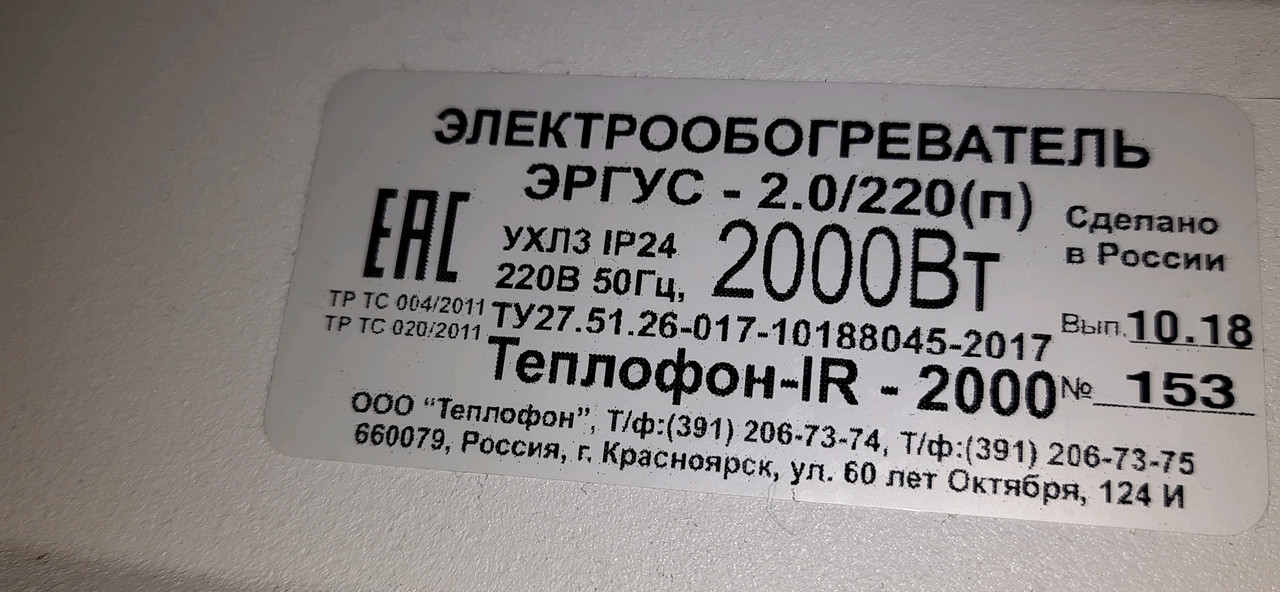 ЭЛЕКТРООБОГРЕВАТЕЛЬ
ЭРГУС - 2.0/220(п)
EAC
УХЛ3 IP24
220В 50Гц,
2000Вт
Сделано
в России
ТР ТС 004/2011
ТР ТС 020/2011
ТУ27.51.26-017-10188045-2017
Вып. 10.18
Теплофон-IR - 2000
№ 153
ООО “Теплофон”, Т/ф:(391) 206-73-74, Т/ф:(391) 206-73-75
660079, Россия, г. Красноярск, ул. 60 лет Октября, 124 И